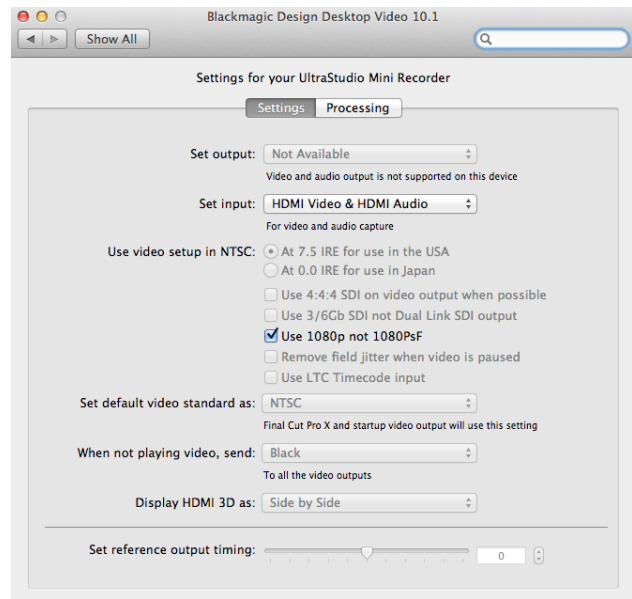 Blackmagic Design Desktop Video 10.1
Show All
Settings for your UltraStudio Mini Recorder
Settings Processing
Set output: Not Available
Video and audio output is not supported on this device
Set input: HDMI Video & HDMI Audio
For video and audio capture
Use video setup in NTSC: At 7.5 IRE for use in the USA
At 0.0 IRE for use in Japan
Use 4:4:4 SDI on video output when possible
Use 3/6Gb SDI not Dual Link SDI output
Use 1080p not 1080PsF
Remove field jitter when video is paused
Use LTC Timecode input
Set default video standard as: NTSC
Final Cut Pro X and startup video output will use this setting
When not playing video, send: Black
To all the video outputs
Display HDMI 3D as: Side by Side
Set reference output timing: 0